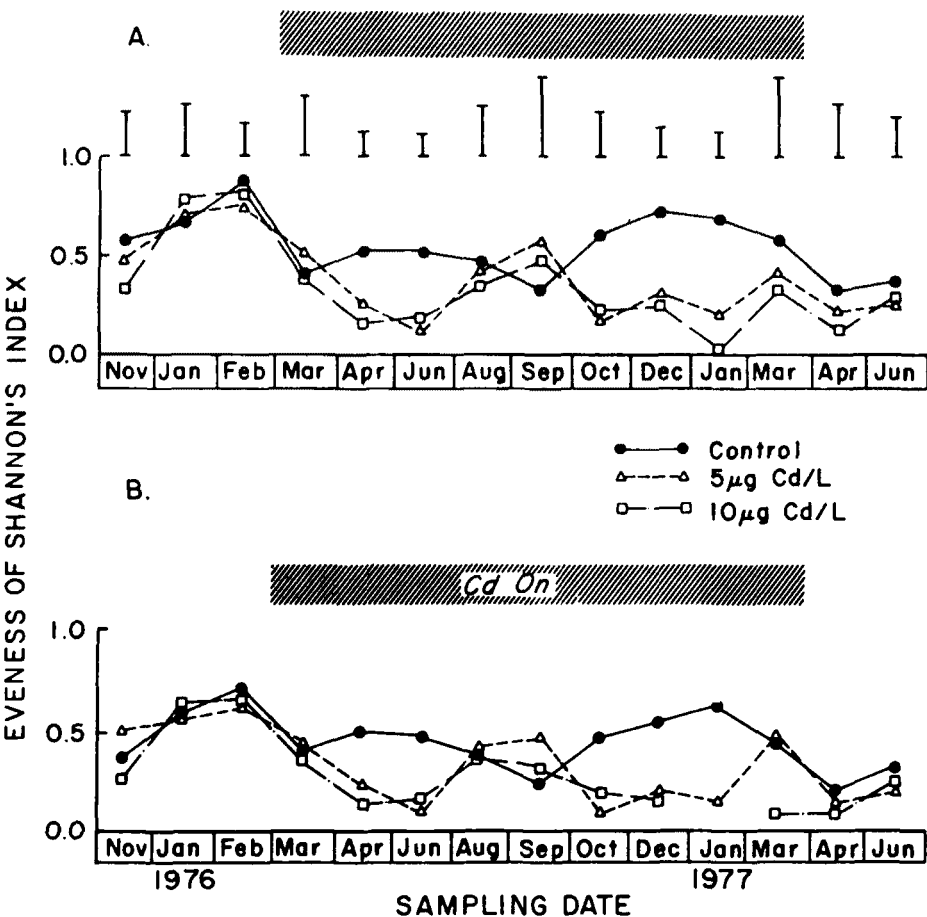 A.
1.0
0.5
0.0
Nov Jan Feb Mar Apr Jun Aug Sep Oct Dec Jan Mar Apr Jun
EVENESS OF SHANNON'S INDEX
Control
5µg Cd/L
10µg Cd/L
B.
Cd On
1.0
0.5
0.0
Nov Jan Feb Mar Apr Jun Aug Sep Oct Dec Jan Mar Apr Jun
1976 1977
SAMPLING DATE